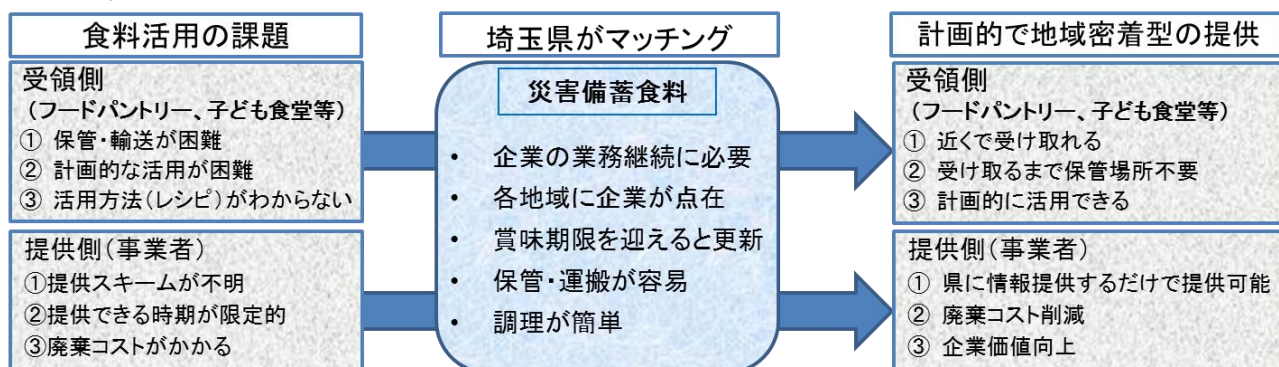 食料活用の課題
受領側
（フードパントリー、子ども食堂等）
① 保管・輸送が困難
② 計画的な活用が困難
③ 活用方法（レシピ）がわからない
提供側（事業者）
①提供スキームが不明
②提供できる時期が限定的
③廃棄コストがかかる
埼玉県がマッチング
災害備蓄食料
• 企業の業務継続に必要
• 各地域に企業が点在
• 賞味期限を迎えると更新
• 保管・運搬が容易
• 調理が簡単
計画的で地域密着型の提供
受領側
（フードパントリー、子ども食堂等）
① 近くで受け取れる
② 受け取るまで保管場所不要
③ 計画的に活用できる
提供側（事業者）
① 県に情報提供するだけで提供可能
② 廃棄コスト削減
③ 企業価値向上